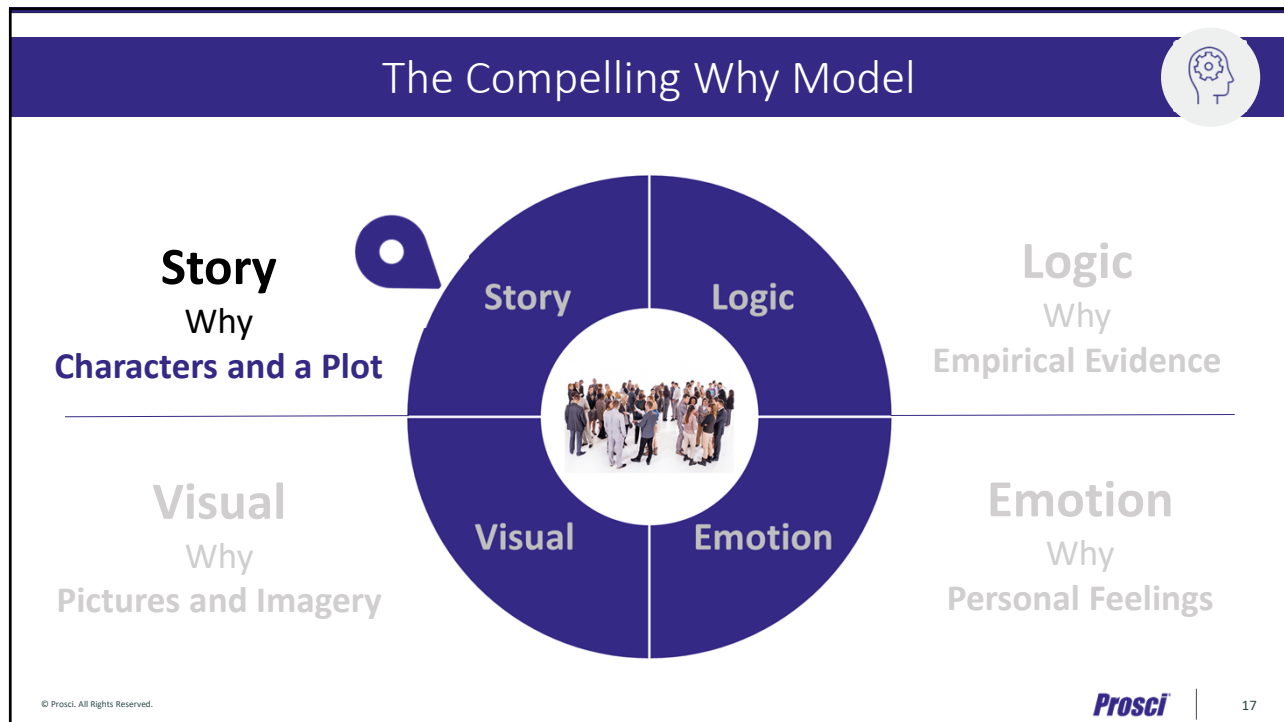 The Compelling Why Model
Story
Why
Characters and a Plot
Logic
Why
Empirical Evidence
Story
Logic
Visual
Emotion
Visual
Why
Pictures and Imagery
Emotion
Why
Personal Feelings
© Prosci. All Rights Reserved.
Prosci®
17